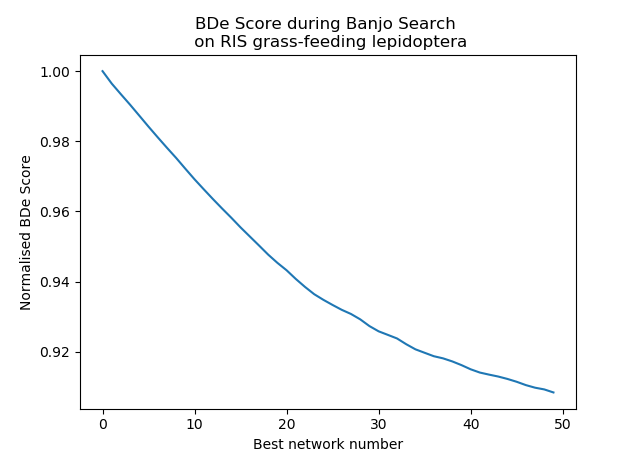 BDe Score during Banjo Search
on RIS grass-feeding lepidoptera
Normalised BDe Score
1.00
0.98
0.96
0.94
0.92
0
10
20
30
40
50
Best network number